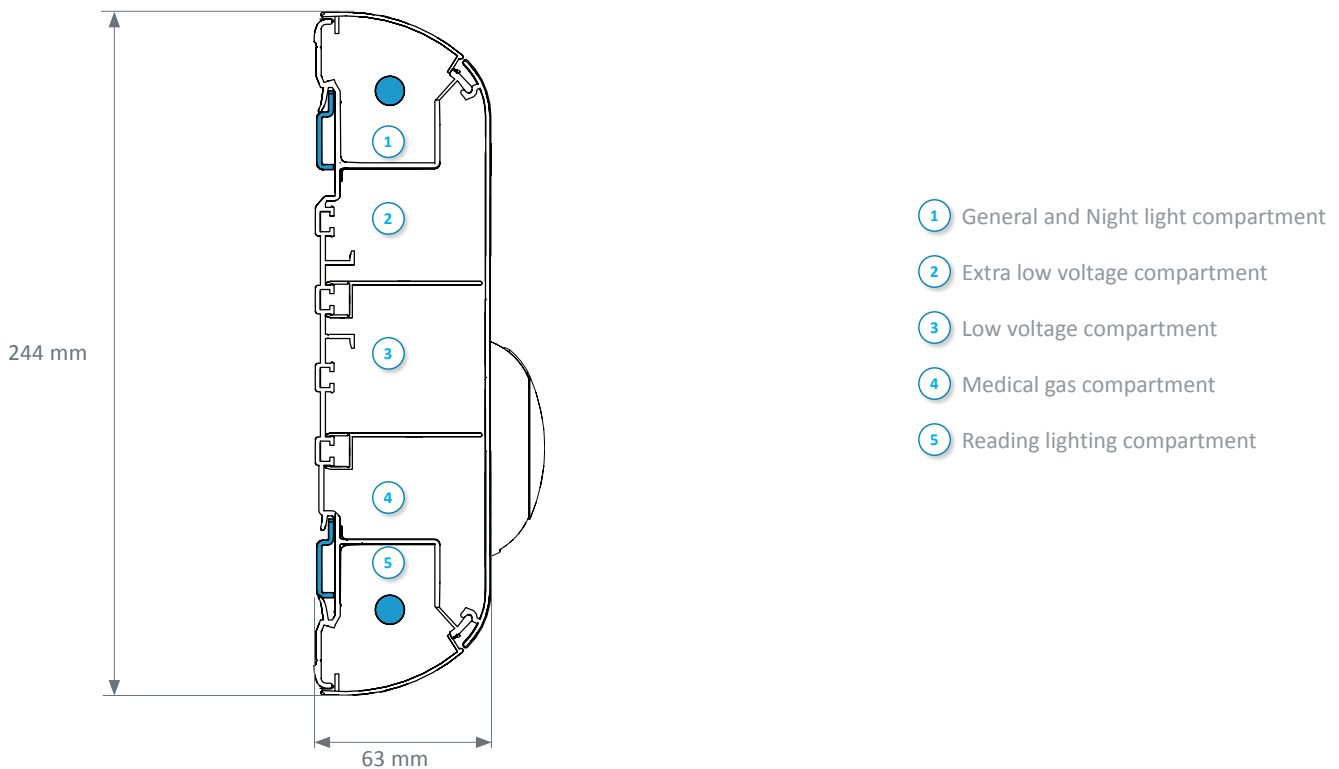 1
2
3
4
5
244 mm
63 mm
1 General and Night light compartment
2 Extra low voltage compartment
3 Low voltage compartment
4 Medical gas compartment
5 Reading lighting compartment